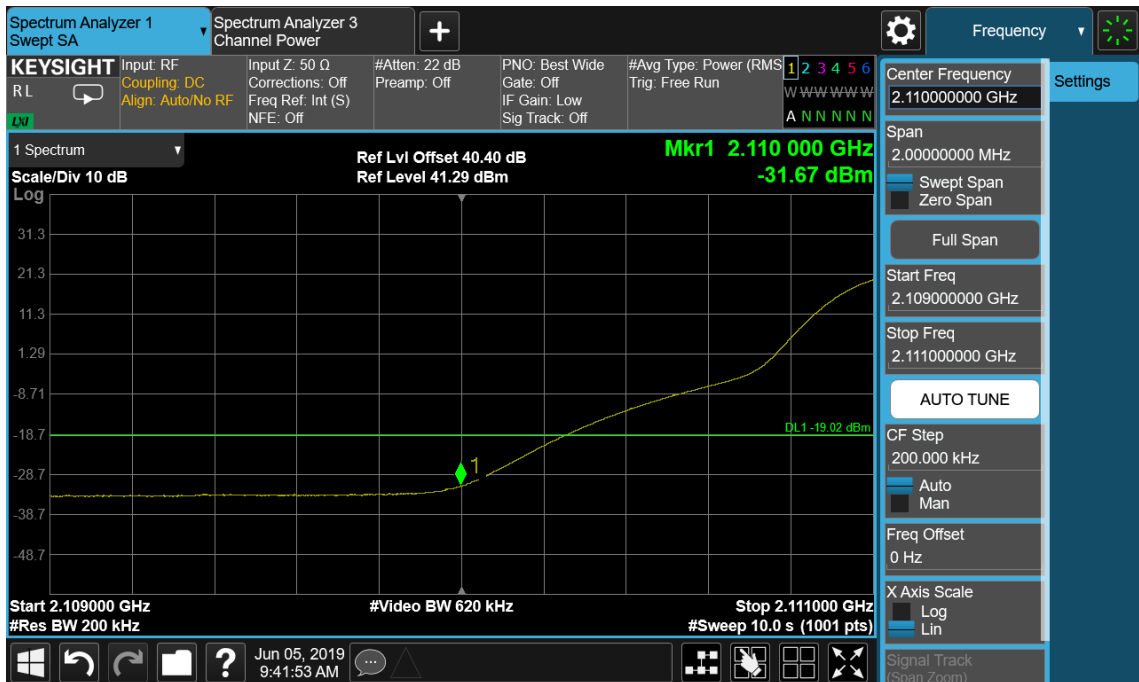 Spectrum Analyzer 1
Swept SA
Spectrum Analyzer 3
Channel Power
Frequency
KEYSIGHT
RL
LXI
Input: RF
Coupling: DC
Align: Auto/No RF
Input Z: 50 Ω
Corrections: Off
Freq Ref: Int (S)
NFE: Off
#Atten: 22 dB
Preamp: Off
PNO: Best Wide
Gate: Off
IF Gain: Low
Sig Track: Off
#Avg Type: Power (RMS
Trig: Free Run
1 2 3 4 5 6
W W W W W W
A N N N N N
1 Spectrum
Scale/Div 10 dB
Log
Ref Lvl Offset 40.40 dB
Ref Level 41.29 dBm
Mkr1 2.110 000 GHz
-31.67 dBm
31.3
21.3
11.3
1.29
-8.71
-18.7
-28.7
-38.7
-48.7
DL1 -19.02 dBm
1
Start 2.109000 GHz
#Res BW 200 kHz
#Video BW 620 kHz
Stop 2.111000 GHz
#Sweep 10.0 s (1001 pts)
Center Frequency
2.110000000 GHz
Span
2.00000000 MHz
Swept Span
Zero Span
Full Span
Start Freq
2.109000000 GHz
Stop Freq
2.111000000 GHz
AUTO TUNE
CF Step
200.000 kHz
Auto
Man
Freq Offset
0 Hz
X Axis Scale
Log
Lin
Signal Track
(Span Zoom)
Settings
?
Jun 05, 2019
9:41:53 AM